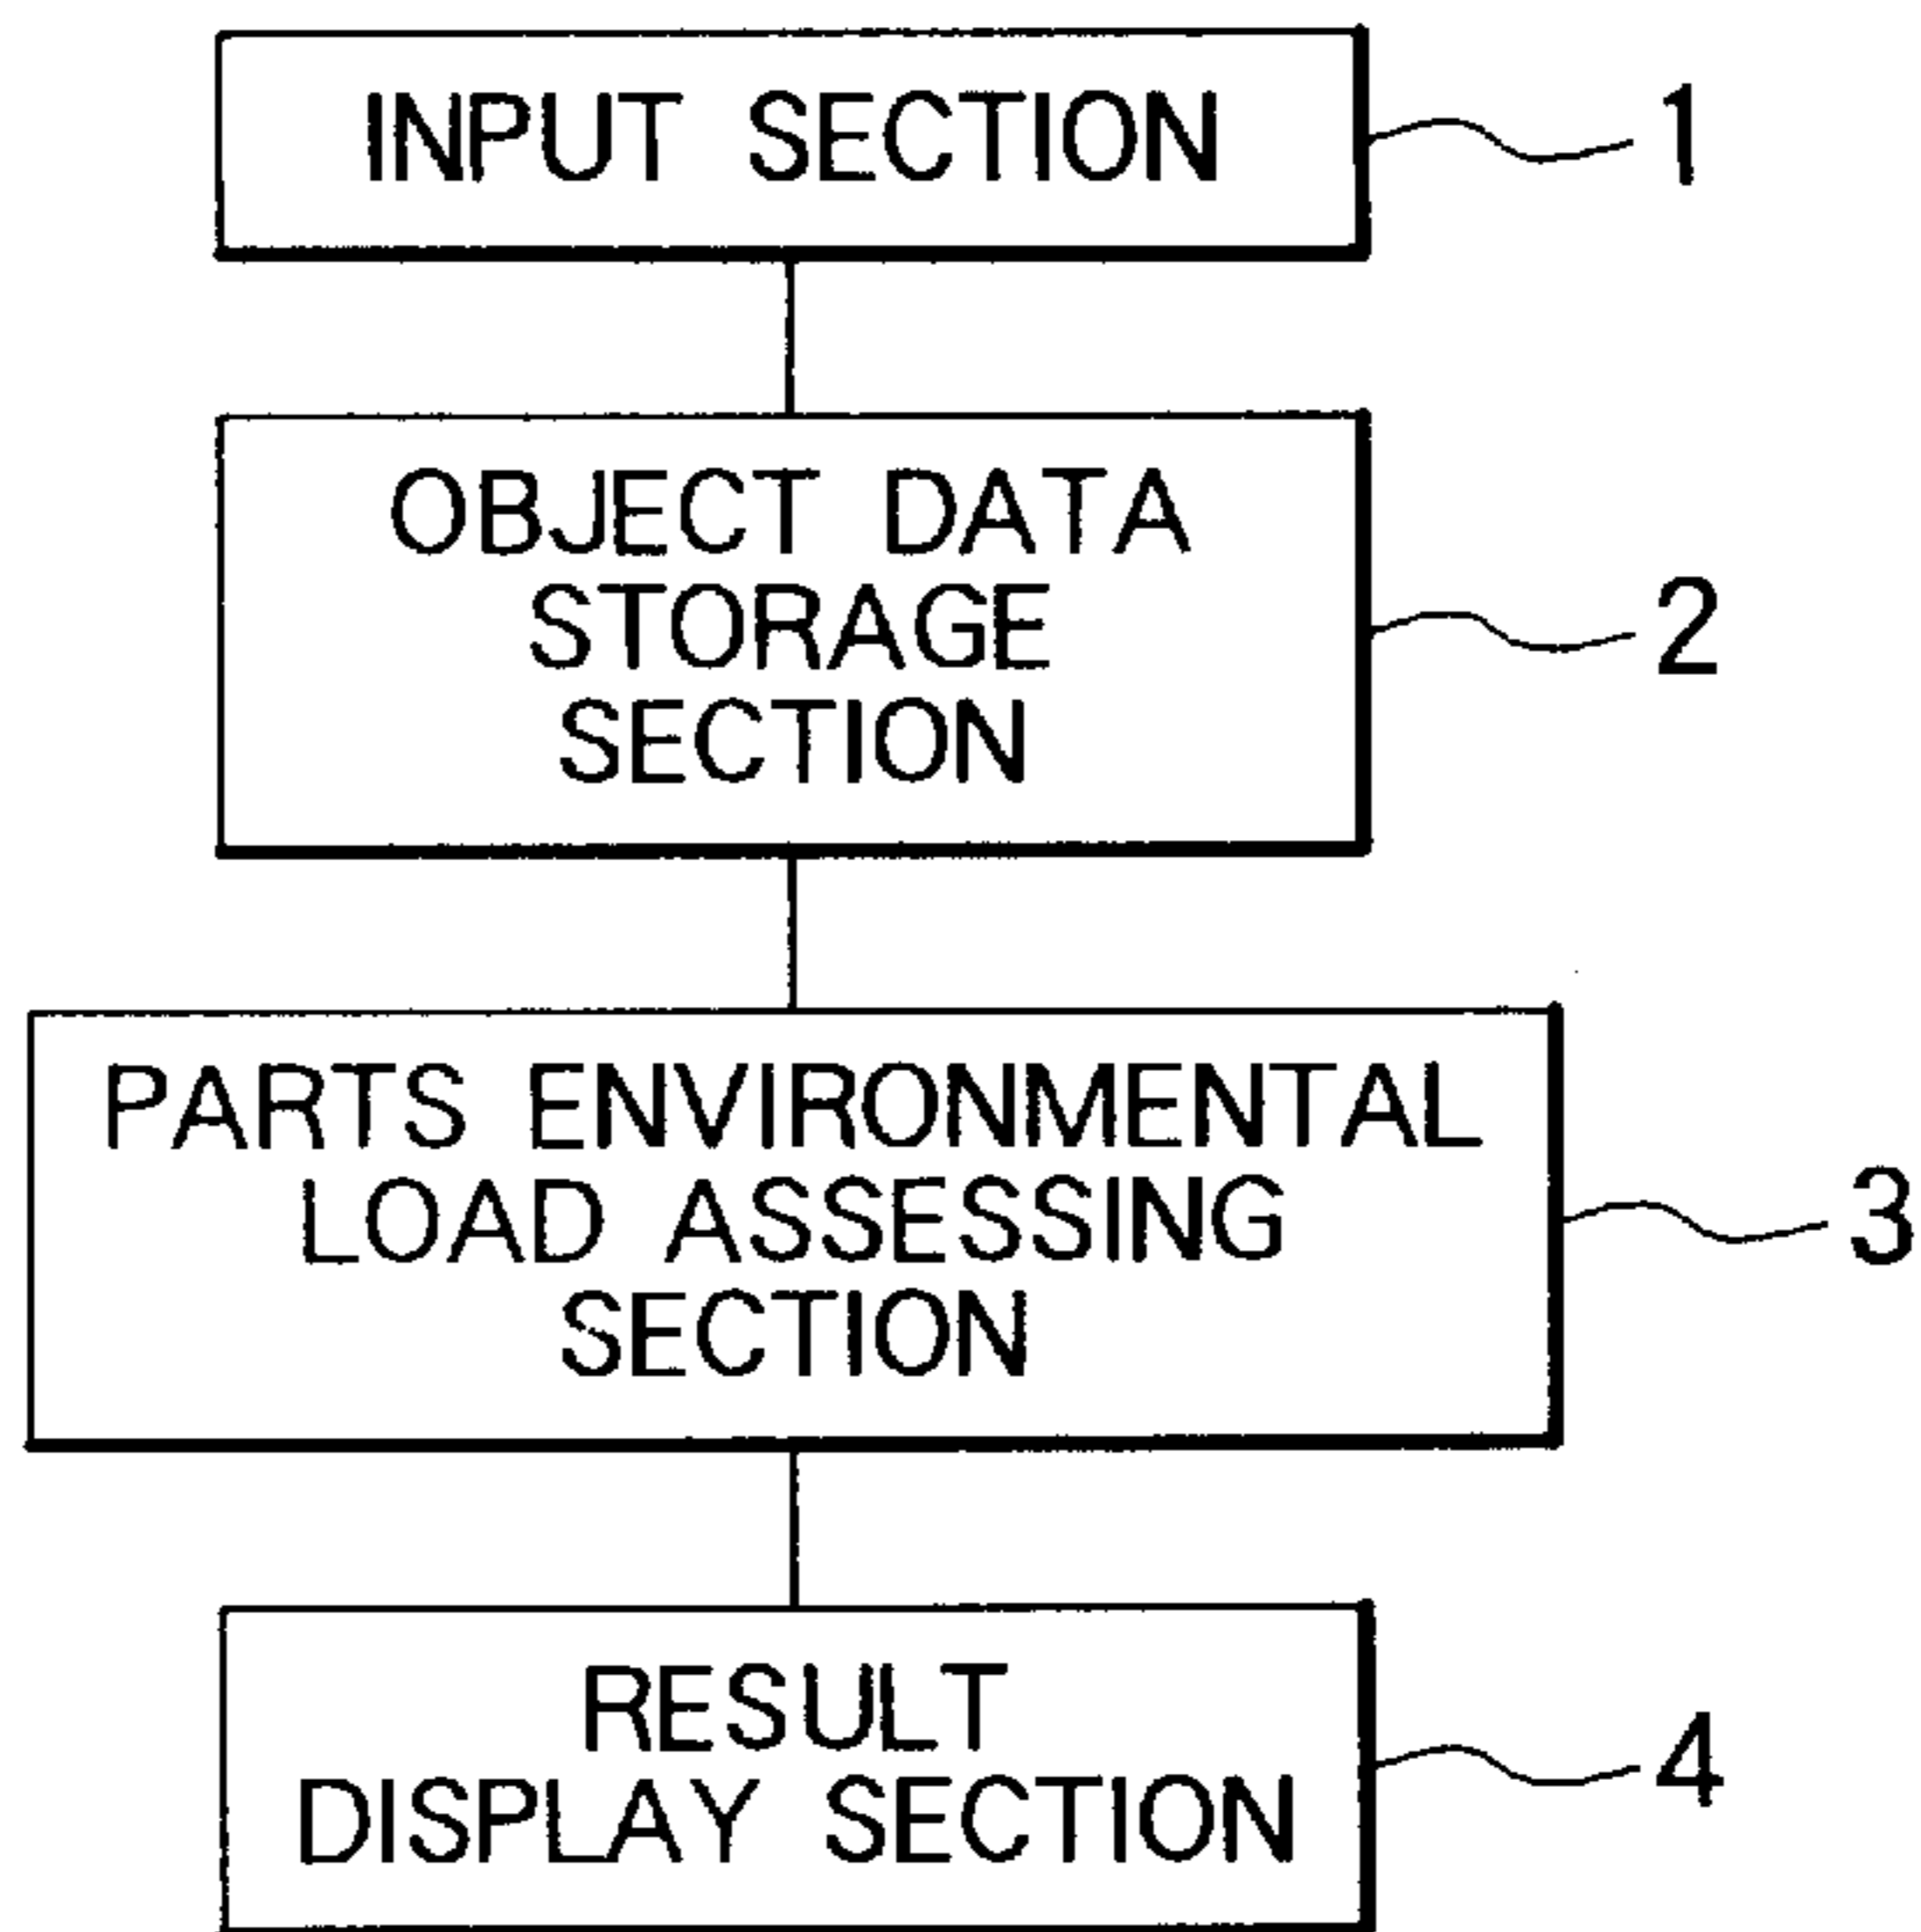 INPUT SECTION 1
OBJECT DATA
STORAGE
SECTION
2
PARTS ENVIRONMENTAL
LOAD ASSESSING
SECTION
3
RESULT
DISPLAY SECTION
4